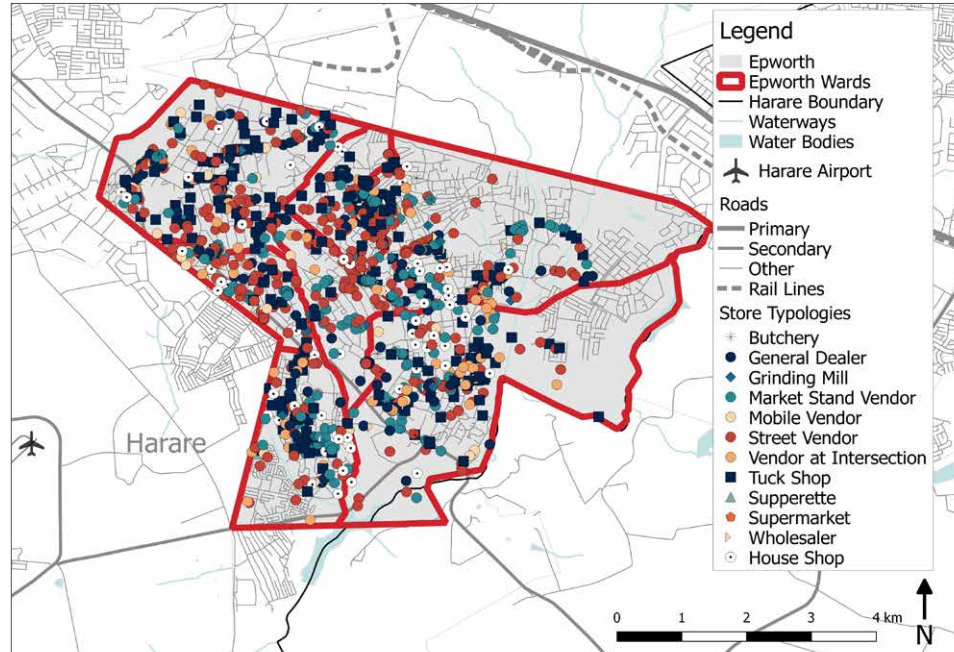 Legend
Epworth
Epworth Wards
Harare Boundary
Waterways
Water Bodies
Harare Airport
Roads
Primary
Secondary
Other
Rail Lines
Store Typologies
Butchery
General Dealer
Grinding Mill
Market Stand Vendor
Mobile Vendor
Street Vendor
Vendor at Intersection
Tuck Shop
Supperette
Supermarket
Wholesaler
House Shop
Harare
0 1 2 3 4 km
N